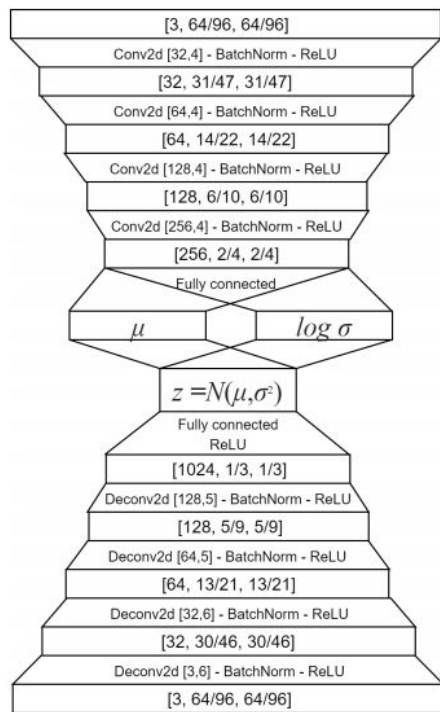 [3, 64/96, 64/96]
Conv2d [32,4] - BatchNorm - ReLU
[32, 31/47, 31/47]
Conv2d [64,4] - BatchNorm - ReLU
[64, 14/22, 14/22]
Conv2d [128,4] - BatchNorm - ReLU
[128, 6/10, 6/10]
Conv2d [256,4] - BatchNorm - ReLU
[256, 2/4, 2/4]
Fully connected
μ
log σ
z =N(μ,σ²)
Fully connected
ReLU
[1024, 1/3, 1/3]
Deconv2d [128,5] - BatchNorm - ReLU
[128, 5/9, 5/9]
Deconv2d [64,5] - BatchNorm - ReLU
[64, 13/21, 13/21]
Deconv2d [32,6] - BatchNorm - ReLU
[32, 30/46, 30/46]
Deconv2d [3,6] - BatchNorm - ReLU
[3, 64/96, 64/96]